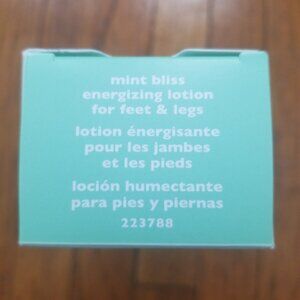 mint bliss
energizing lotion
for feet & legs
lotion énergisante
pour les jambes
et les pieds
loción humectante
para pies y piernas
223788